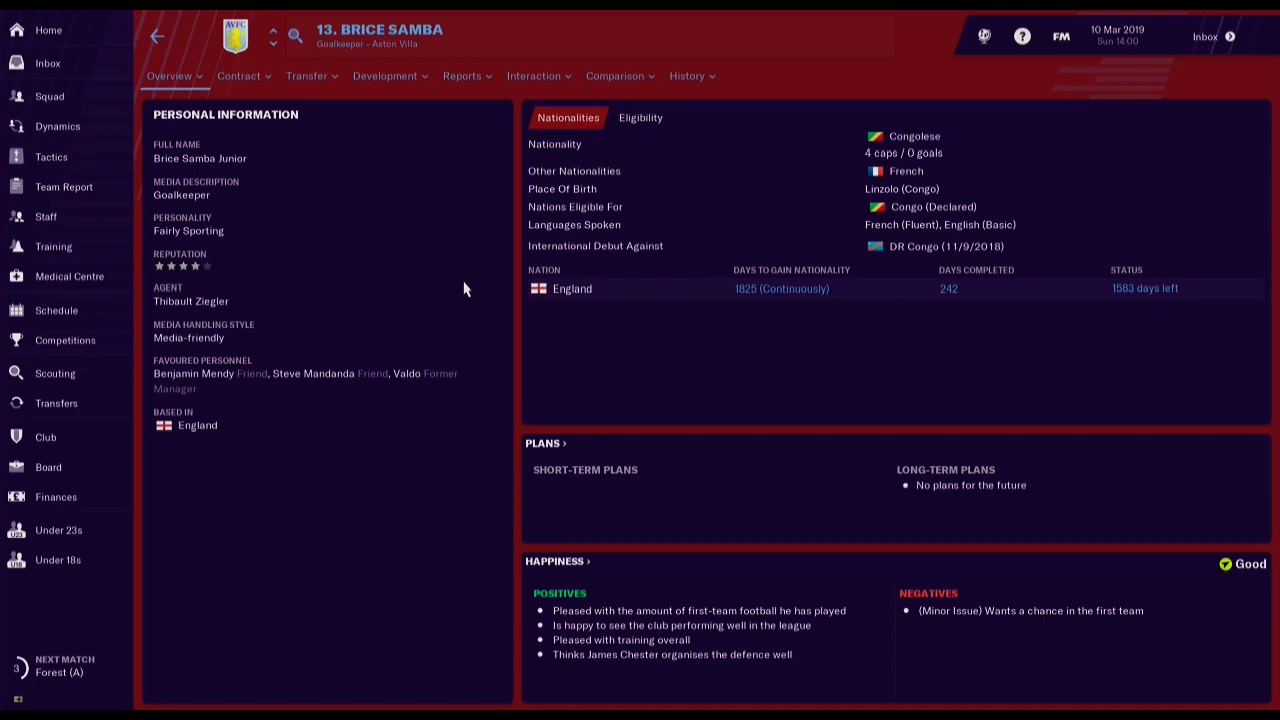 Home
Inbox
Squad
Dynamics
Tactics
Team Report
Staff
Training
Medical Centre
Schedule
Competitions
Scouting
Transfers
Club
Board
Finances
Under 23s
Under 18s
3
NEXT MATCH
Forest (A)
AVFC
13. BRICE SAMBA
Goalkeeper - Aston Villa
?
FM
10 Mar 2019
Sun 14:00
Inbox
Overview
Contract
Transfer
Development
Reports
Interaction
Comparison
History
PERSONAL INFORMATION
FULL NAME
Brice Samba Junior
MEDIA DESCRIPTION
Goalkeeper
PERSONALITY
Fairly Sporting
REPUTATION
AGENT
Thibault Ziegler
MEDIA HANDLING STYLE
Media-friendly
FAVOURED PERSONNEL
Benjamin Mendy Friend, Steve Mandanda Friend, Valdo Former
Manager
BASED IN
England
Nationalities Eligibility
Nationality Congolese
4 caps / 0 goals
Other Nationalities French
Place Of Birth Linzolo (Congo)
Nations Eligible For Congo (Declared)
Languages Spoken French (Fluent), English (Basic)
International Debut Against DR Congo (11/9/2018)
NATION DAYS TO GAIN NATIONALITY DAYS COMPLETED STATUS
England 1825 (Continuously) 242 1583 days left
PLANS >
SHORT-TERM PLANS
LONG-TERM PLANS
No plans for the future
HAPPINESS >
Good
POSITIVES
Pleased with the amount of first-team football he has played
Is happy to see the club performing well in the league
Pleased with training overall
Thinks James Chester organises the defence well
NEGATIVES
(Minor Issue) Wants a chance in the first team